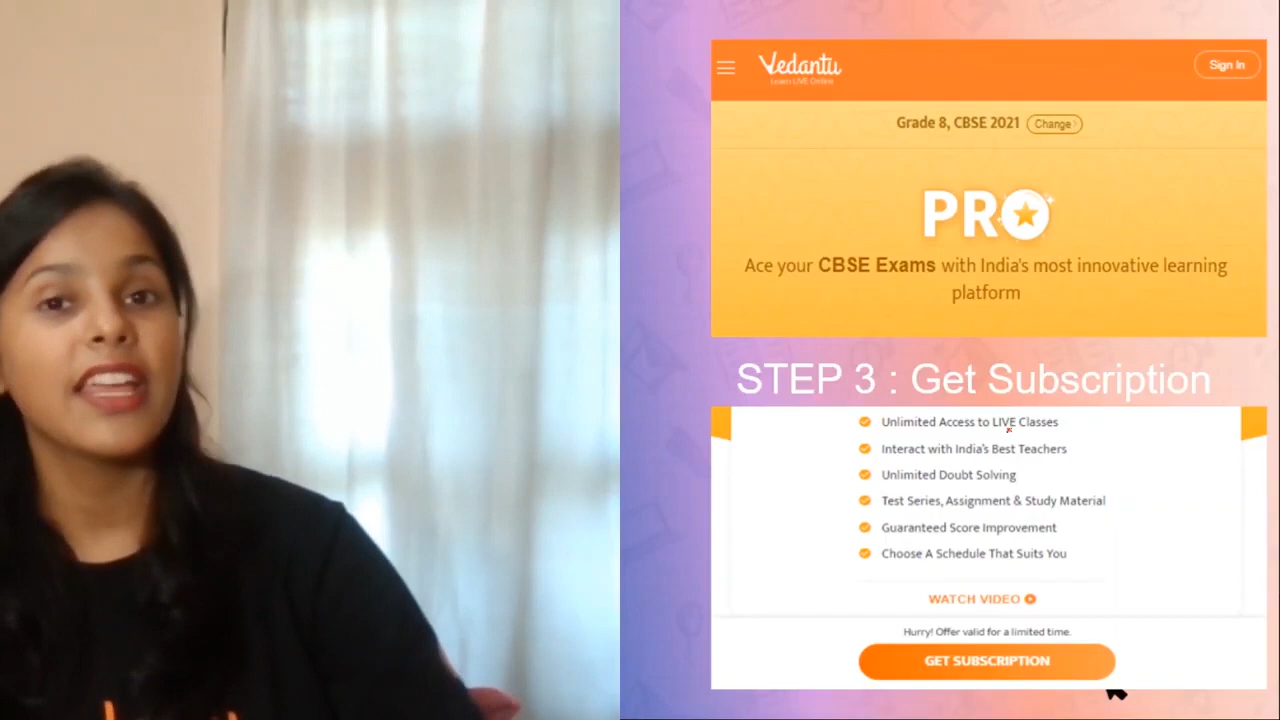 Vedantu
Learn LIVE Online
Sign In
Grade 8, CBSE 2021
Change
PRO
Ace your CBSE Exams with India's most innovative learning
platform
STEP 3 : Get Subscription
Unlimited Access to LIVE Classes
Interact with India's Best Teachers
Unlimited Doubt Solving
Test Series, Assignment & Study Material
Guaranteed Score Improvement
Choose A Schedule That Suits You
WATCH VIDEO
Hurry! Offer valid for a limited time.
GET SUBSCRIPTION